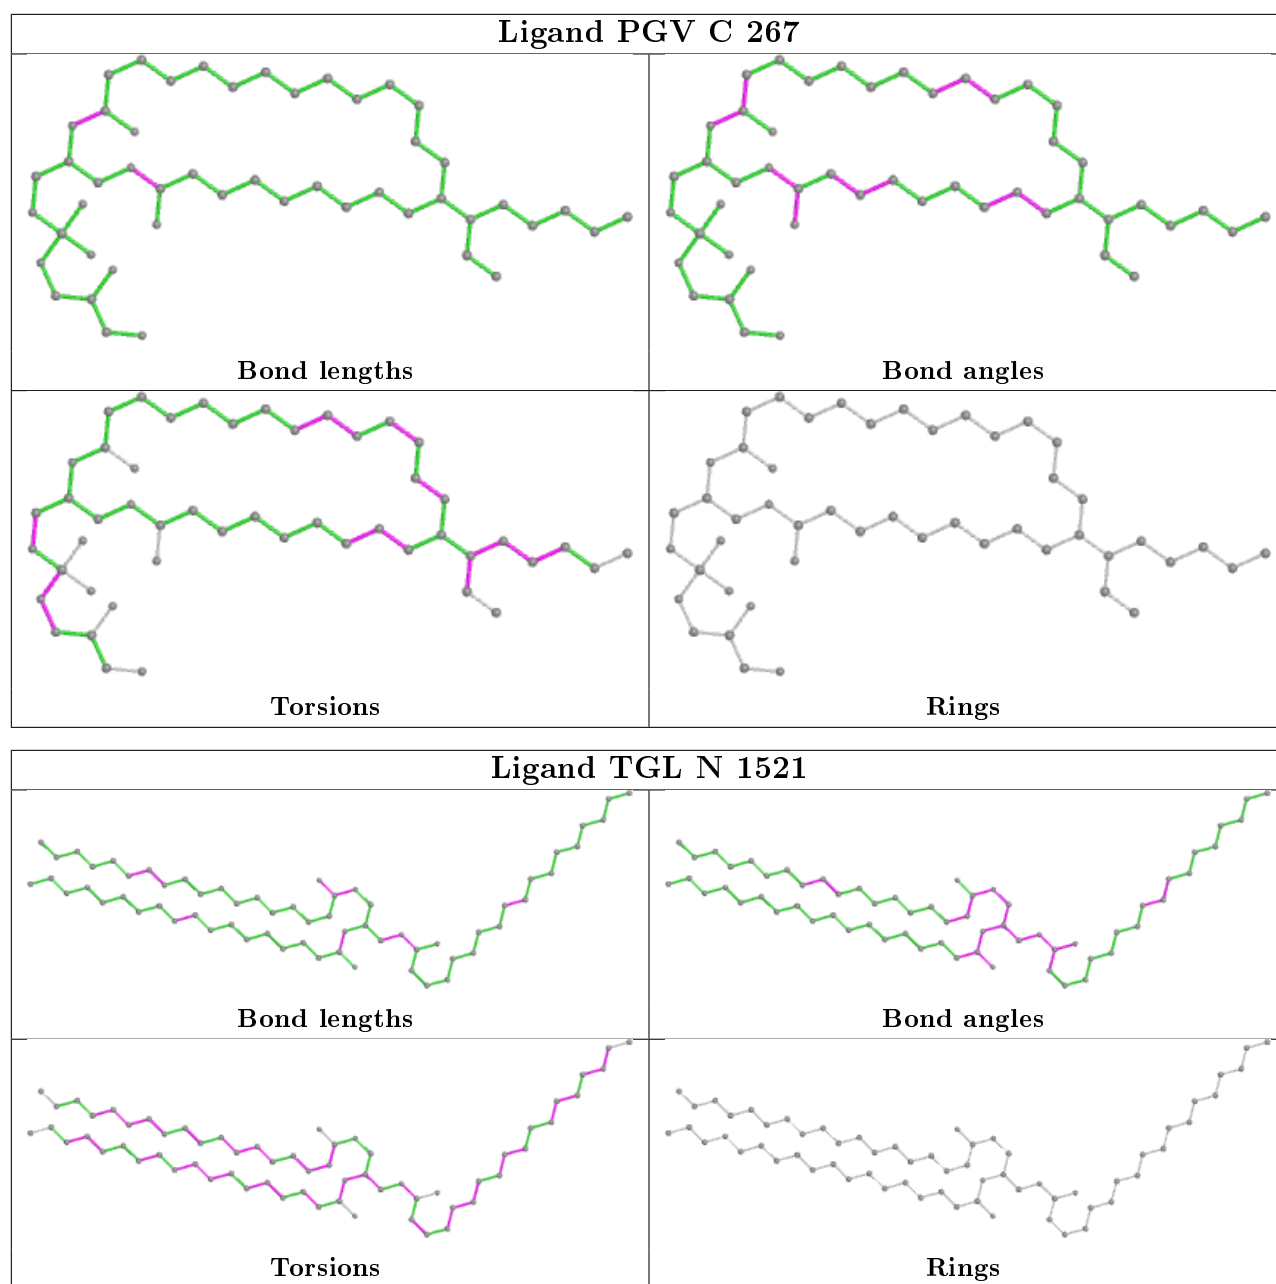 Ligand PGV C 267
Bond lengths
Bond angles
Torsions
Rings
Ligand TGL N 1521
Bond lengths
Bond angles
Torsions
Rings